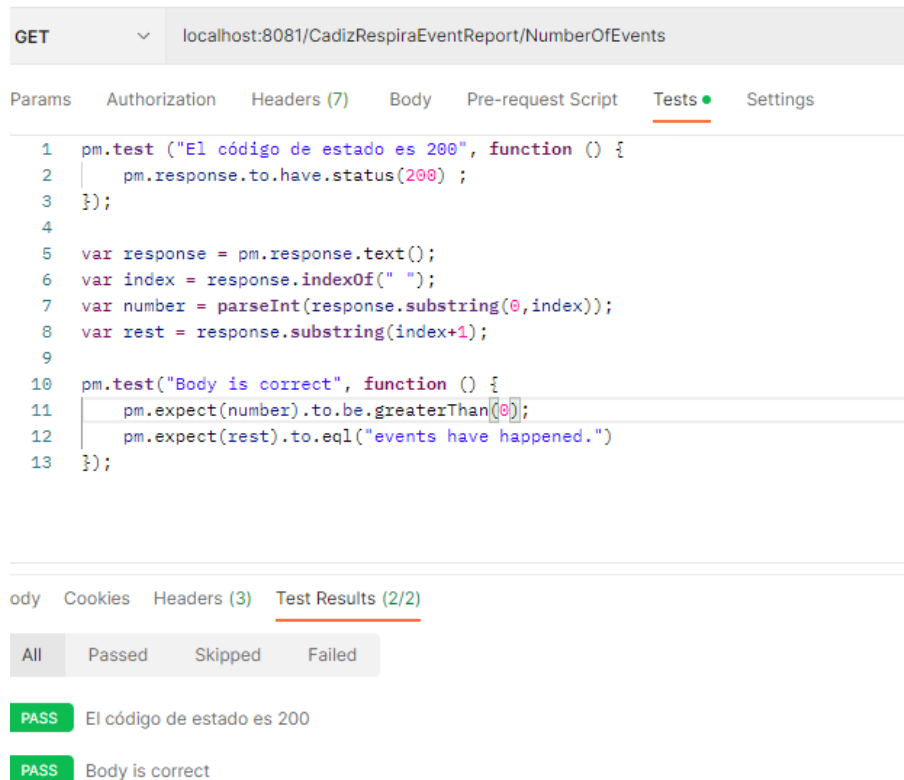 GET localhost:8081/CadizRespiraEventReport/NumberOfEvents
Params Authorization Headers (7) Body Pre-request Script Tests Settings
1 pm.test ("El código de estado es 200", function () {
2 pm.response.to.have.status(200) ;
3 });
4
5 var response = pm.response.text();
6 var index = response.indexOf(" ");
7 var number = parseInt(response.substring(0,index));
8 var rest = response.substring(index+1);
9
10 pm.test("Body is correct", function () {
11 pm.expect(number).to.be.greaterThan(0);
12 pm.expect(rest).to.eql("events have happened.")
13 });
ody Cookies Headers (3) Test Results (2/2)
All Passed Skipped Failed
PASS El código de estado es 200
PASS Body is correct